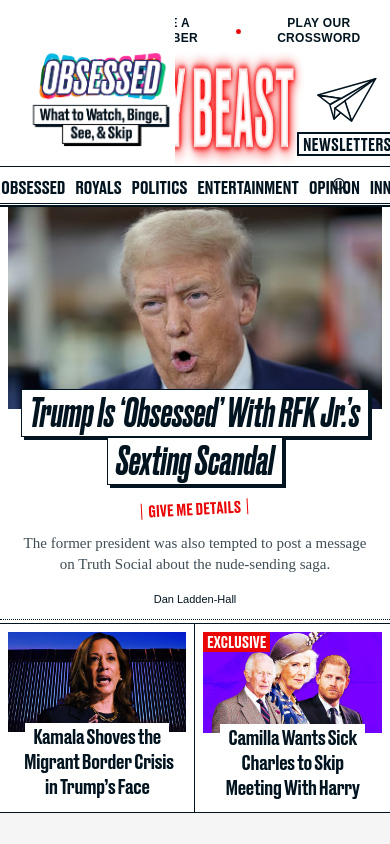 E A
BER
PLAY OUR
CROSSWORD
OBSESSED
What to Watch, Binge,
See, & Skip
Y BEAST
NEWSLETTERS
OBSESSED ROYALS POLITICS ENTERTAINMENT OPINION INN
Trump Is ‘Obsessed’ With RFK Jr.’s
Sexting Scandal
GIVE ME DETAILS
The former president was also tempted to post a message
on Truth Social about the nude-sending saga.
Dan Ladden-Hall
Kamala Shoves the
Migrant Border Crisis
in Trump’s Face
EXCLUSIVE
Camilla Wants Sick
Charles to Skip
Meeting With Harry